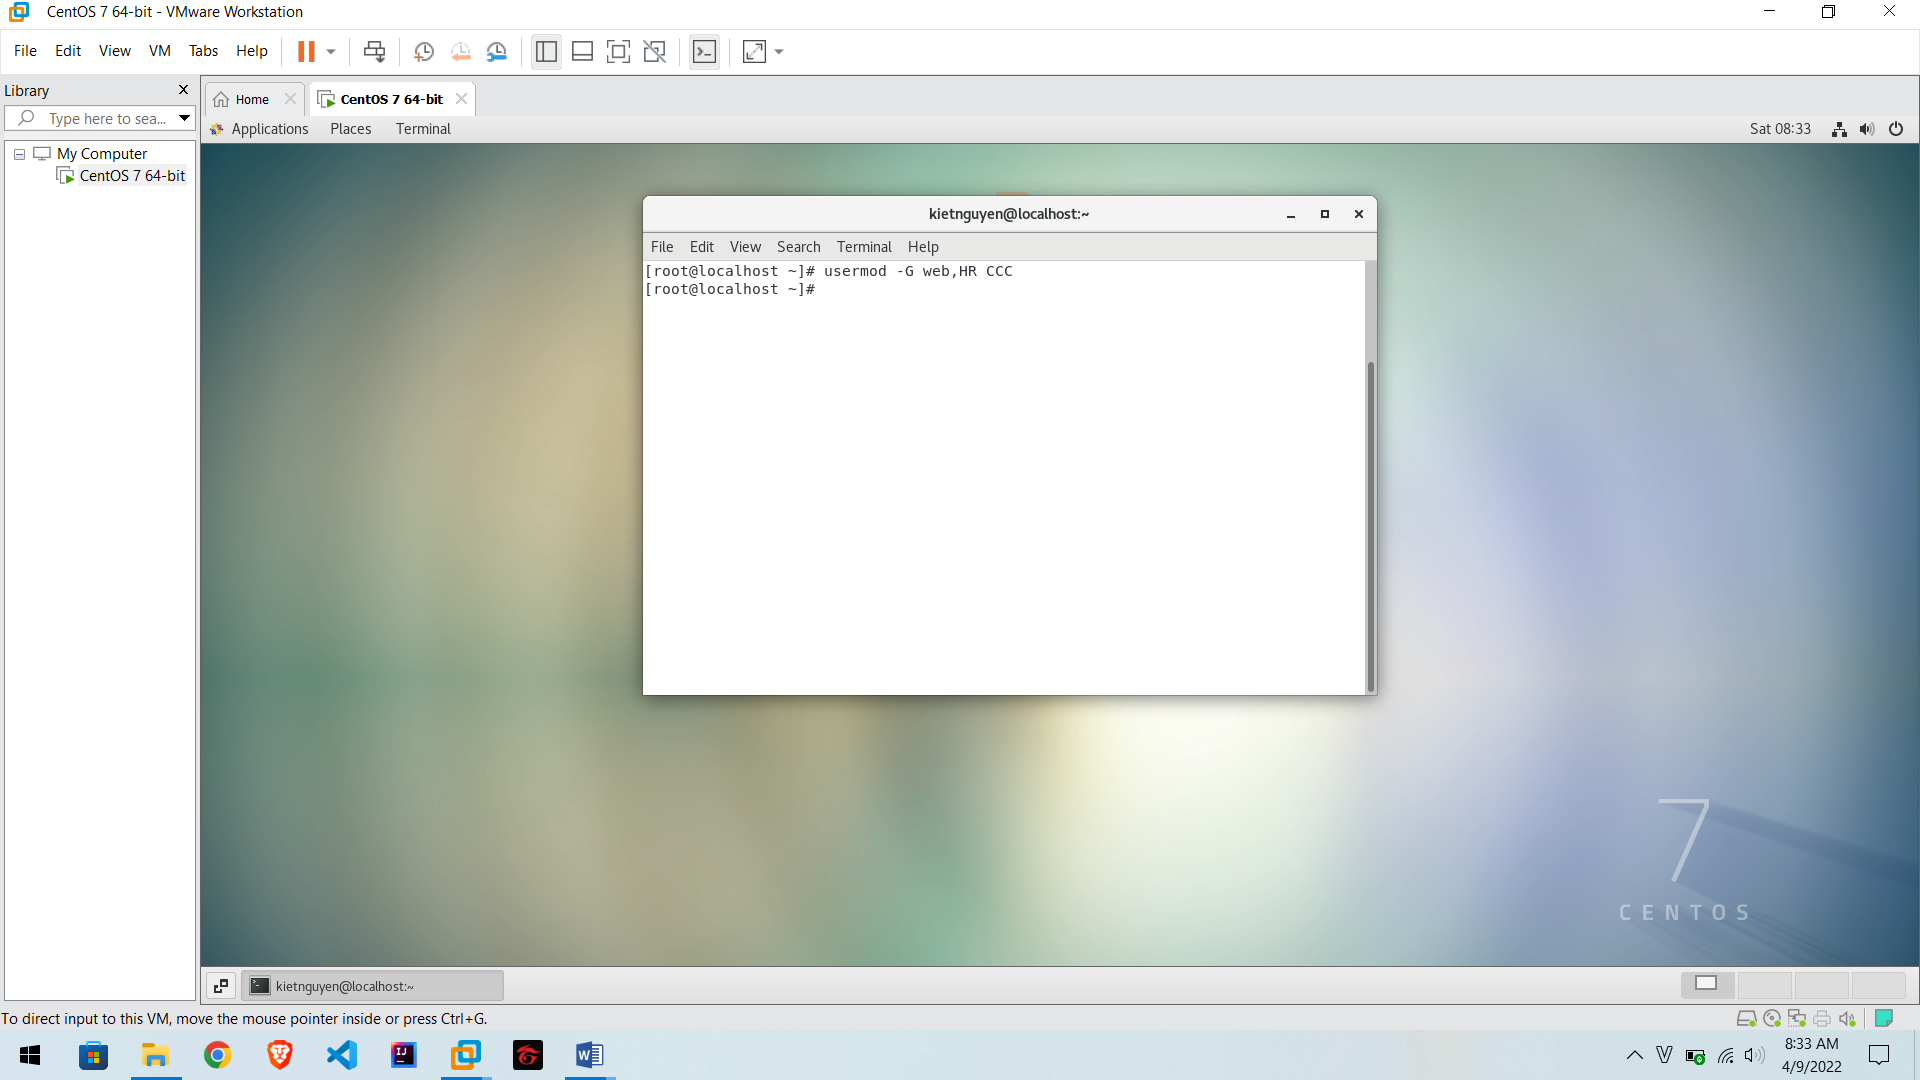 CentOS 7 64-bit - VMware Workstation
File Edit View VM Tabs Help
Library
Type here to sea...
My Computer
CentOS 7 64-bit
Home
CentOS 7 64-bit
Applications Places Terminal
Sat 08:33
kietnguyen@localhost:~
File Edit View Search Terminal Help
[root@localhost ~]# usermod -G web,HR CCC
[root@localhost ~]#
7
CENTOS
kietnguyen@localhost:~
To direct input to this VM, move the mouse pointer inside or press Ctrl+G.
8:33 AM
4/9/2022